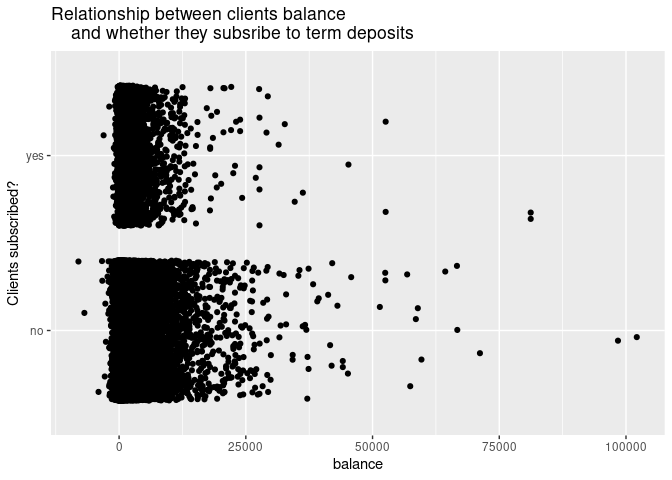 Relationship between clients balance
and whether they subsribe to term deposits
Clients subscribed?
yes
no
0 25000 50000 75000 100000
balance